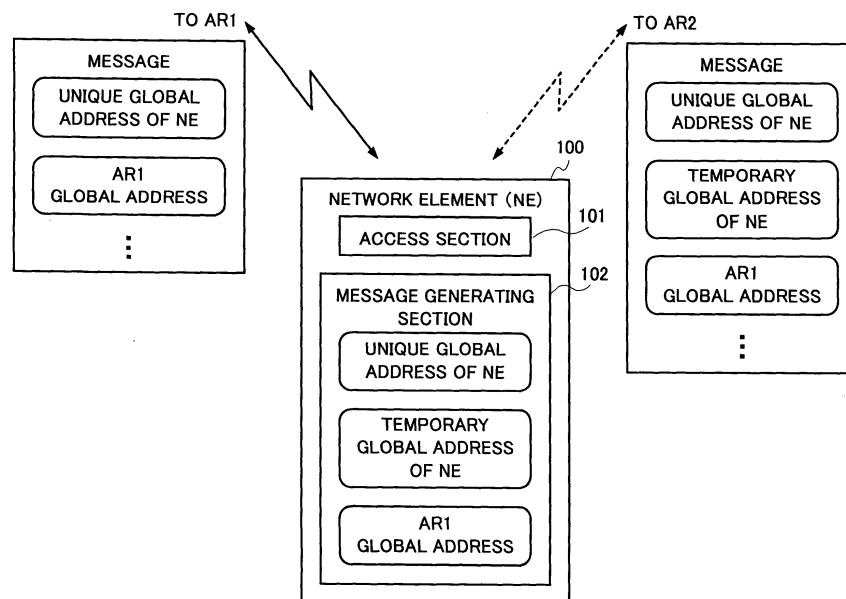 TO AR1
MESSAGE
UNIQUE GLOBAL
ADDRESS OF NE
AR1
GLOBAL ADDRESS
TO AR2
MESSAGE
UNIQUE GLOBAL
ADDRESS OF NE
TEMPORARY
GLOBAL ADDRESS
OF NE
AR1
GLOBAL ADDRESS
100
NETWORK ELEMENT (NE)
101
ACCESS SECTION
102
MESSAGE GENERATING
SECTION
UNIQUE GLOBAL
ADDRESS OF NE
TEMPORARY
GLOBAL ADDRESS
OF NE
AR1
GLOBAL ADDRESS